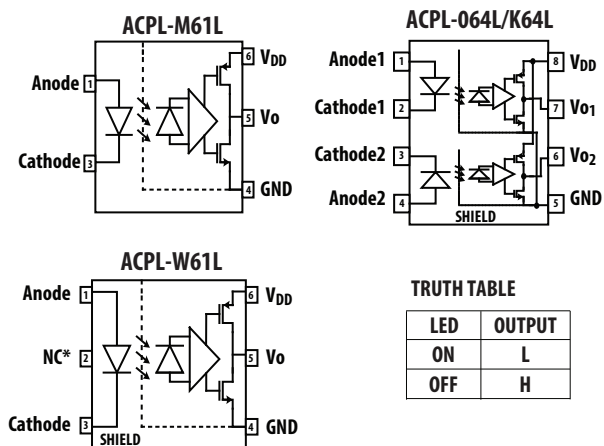 ACPL-M61L
Anode 1
Cathode 3
6 VDD
5 Vo
4 GND
ACPL-064L/K64L
Anode1 1
Cathode1 2
Cathode2 3
Anode2 4
8 VDD
7 Vo1
6 Vo2
5 GND
SHIELD
ACPL-W61L
Anode 1
NC* 2
Cathode 3
6 VDD
5 Vo
4 GND
SHIELD
TRUTH TABLE
LED OUTPUT
ON L
OFF H